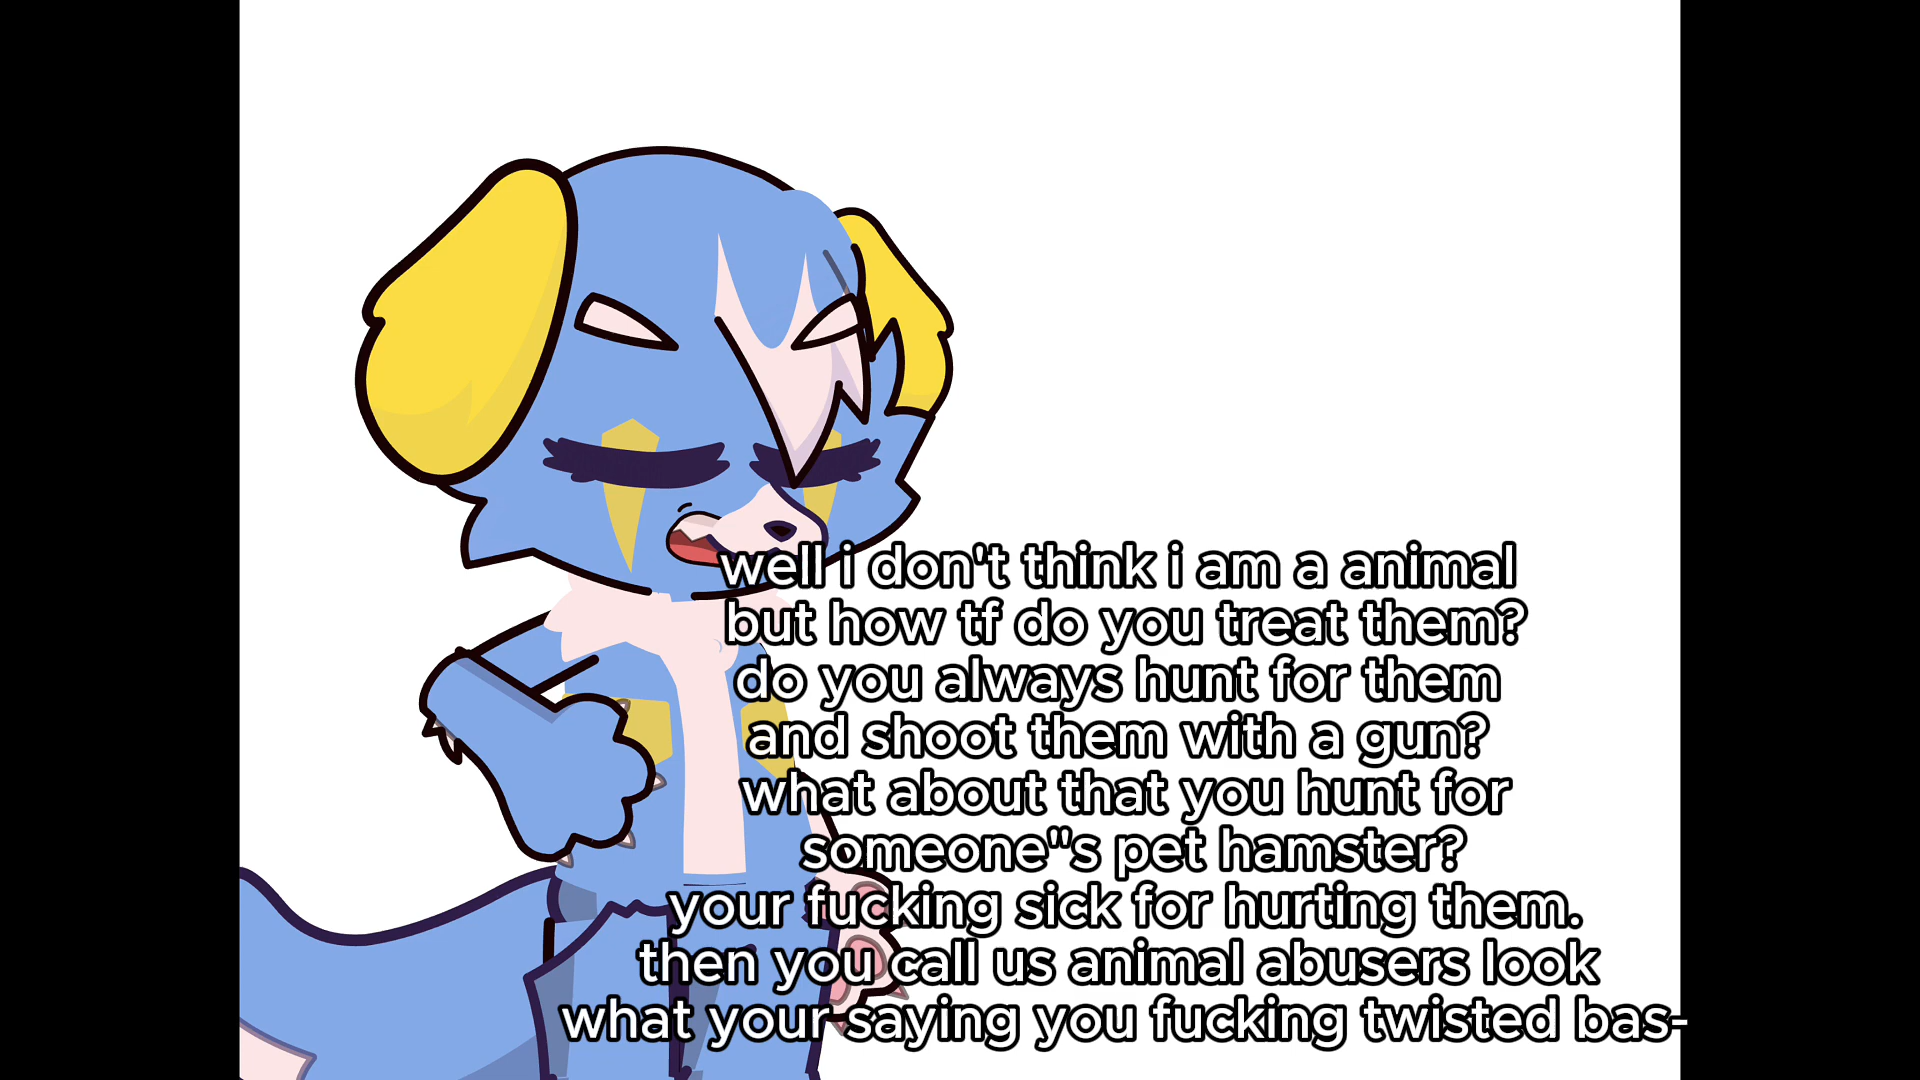 well i don't think i am a animal
but how tf do you treat them?
do you always hunt for them
and shoot them with a gun?
what about that you hunt for
someone"s pet hamster?
your fucking sick for hurting them.
then you call us animal abusers look
what your saying you fucking twisted bas-